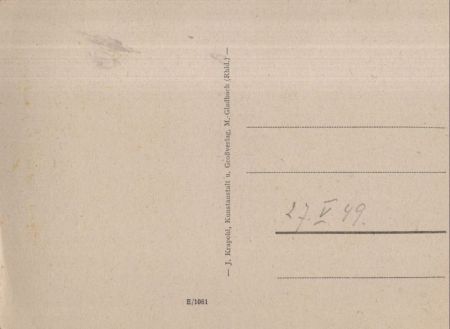 — J. Krapohl, Kunstanstalt u. Großverlag, M.-Gladbach (Rhld.) —
27. V. 49.
E/1061